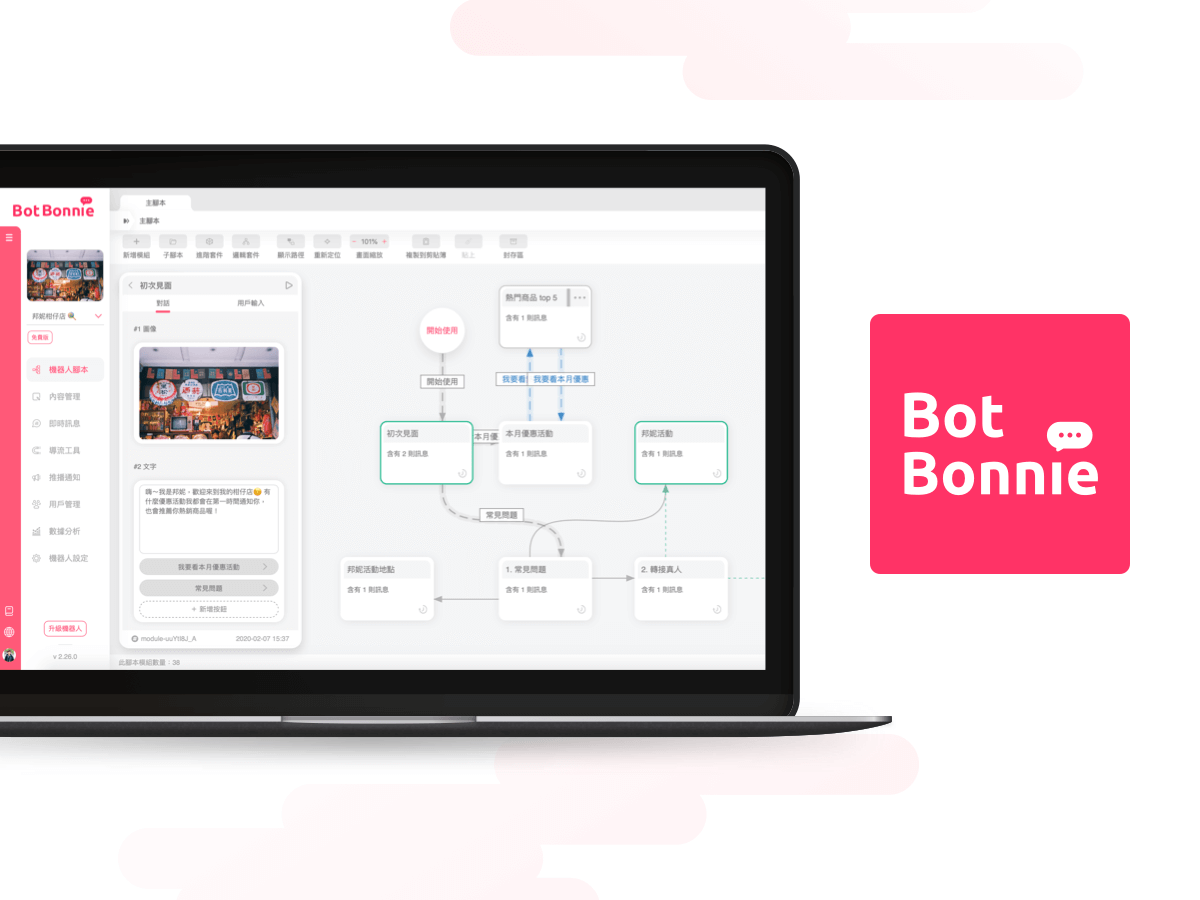 Bot Bonnie
邦妮柑仔店
免費版
機器人腳本
內容管理
即時訊息
導流工具
推播通知
用戶管理
數據分析
機器人設定
升級機器人
v 2.26.0
主腳本
主腳本
101%
新增模組
子腳本
進階套件
邏輯套件
顯示路徑
重新定位
畫面縮放
複製到剪貼簿
貼上
封存區
初次見面
對話
用戶輸入
#1 圖像
#2 文字
嗨～我是邦妮，歡迎來到我的柑仔店😝 有
什麼優惠活動我都會在第一時間通知你，
也會推薦你熱銷商品喔！
我要看本月優惠活動
常見問題
+ 新增按鈕
module-uuYII8J_A
2020-02-07 15:37
此腳本模組數量：38
開始使用
開始使用
熱門商品 top 5
含有 1 則訊息
我要看
我要看本月優惠
初次見面
含有 2 則訊息
本月優
本月優惠活動
含有 1 則訊息
邦妮活動
含有 1 則訊息
常見問題
邦妮活動地點
含有 1 則訊息
1. 常見問題
含有 1 則訊息
2. 轉接真人
含有 1 則訊息
Bot
Bonnie